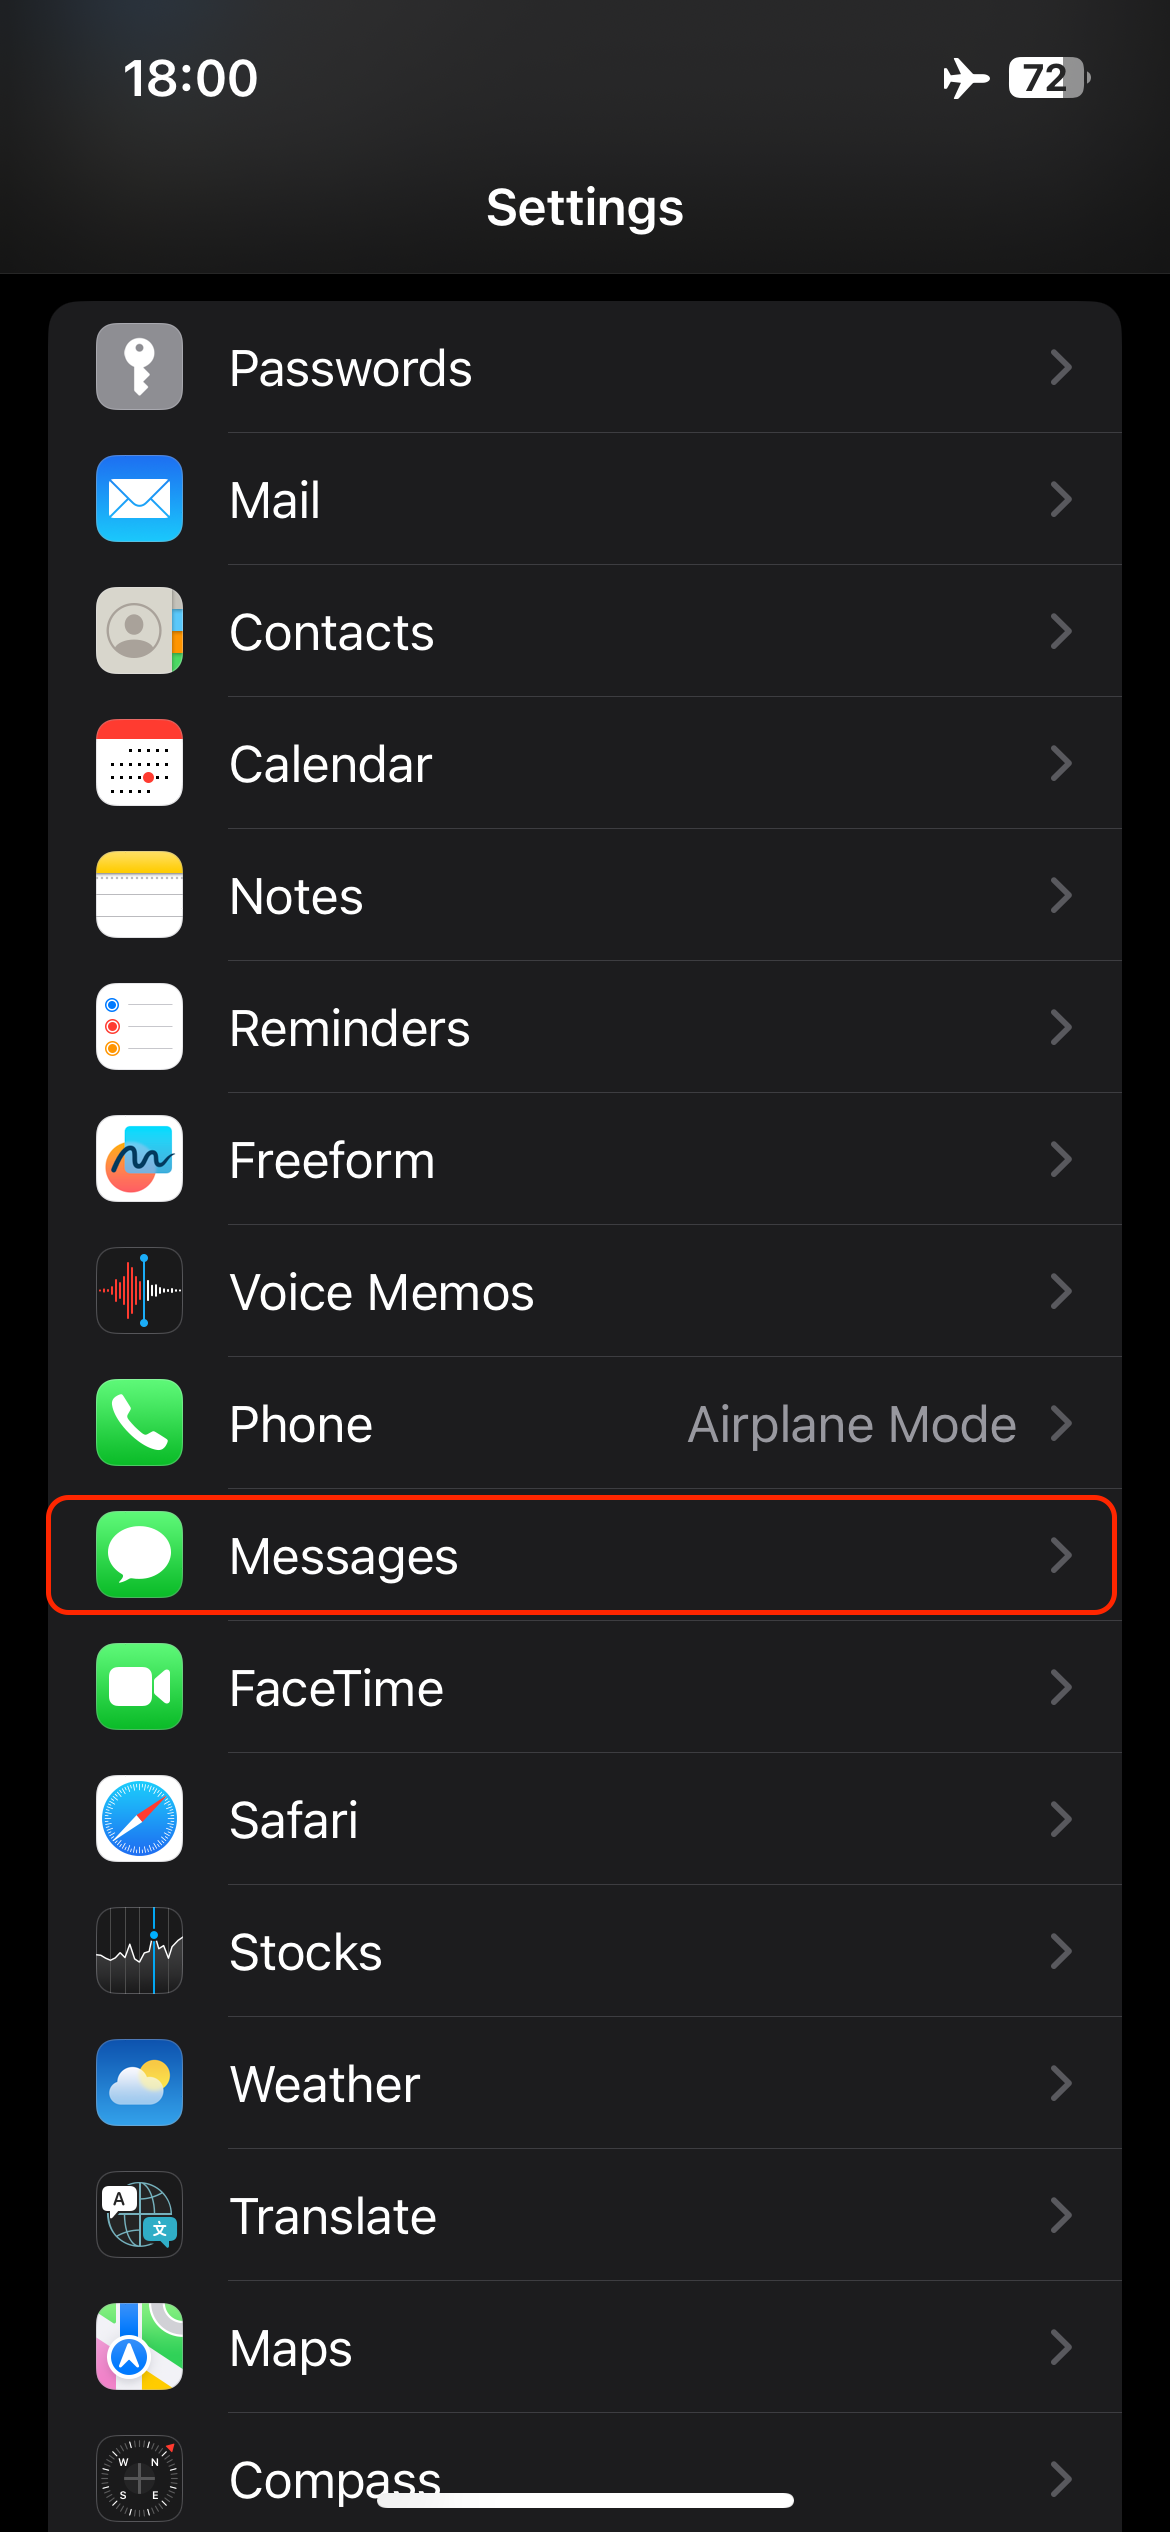 18:00
72
Settings
Passwords
Mail
Contacts
Calendar
Notes
Reminders
Freeform
Voice Memos
Phone Airplane Mode
Messages
FaceTime
Safari
Stocks
Weather
A
文
Translate
Maps
W N
S E
Compass